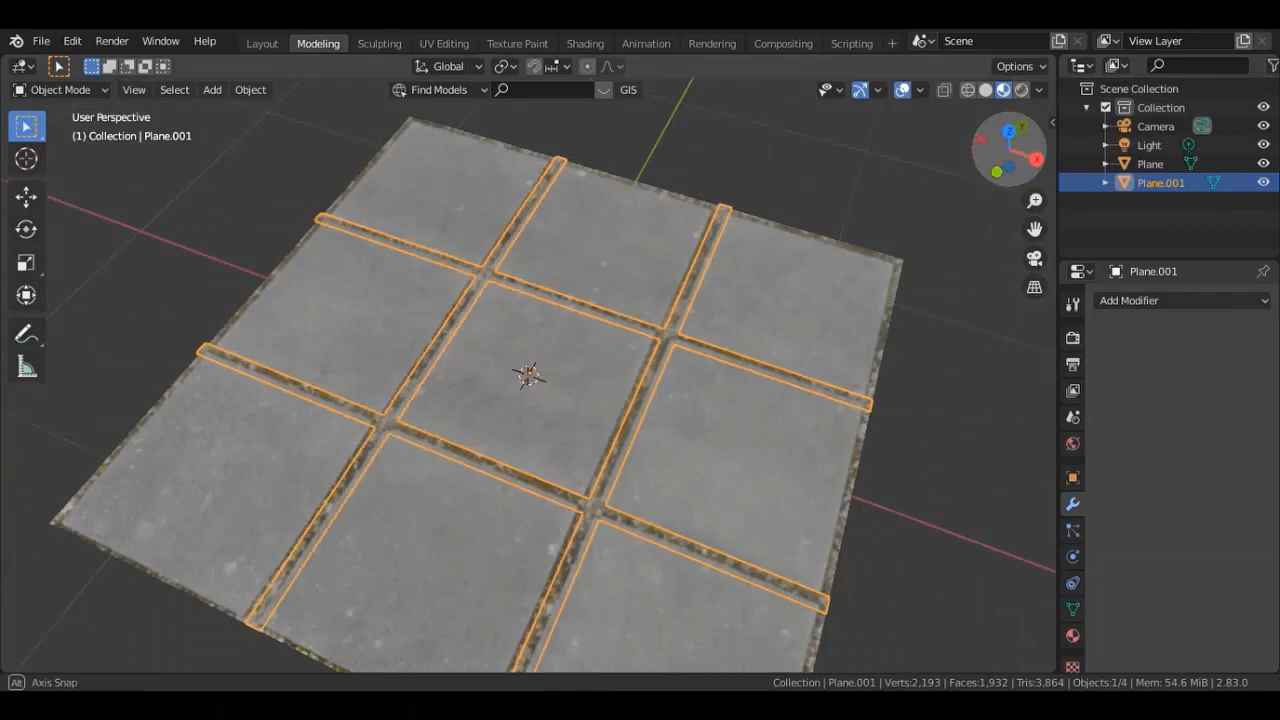 File Edit Render Window Help Layout Modeling Sculpting UV Editing Texture Paint Shading Animation Rendering Compositing Scripting + Scene View Layer
Global Options
Object Mode View Select Add Object Find Models GIS
User Perspective
(1) Collection | Plane.001
Z
Y
X
Scene Collection
Collection
Camera
Light
Plane
Plane.001
Plane.001
Add Modifier
Alt Axis Snap Collection | Plane.001 | Verts:2,193 | Faces:1,932 | Tris:3,864 | Objects:1/4 | Mem: 54.6 MiB | 2.83.0